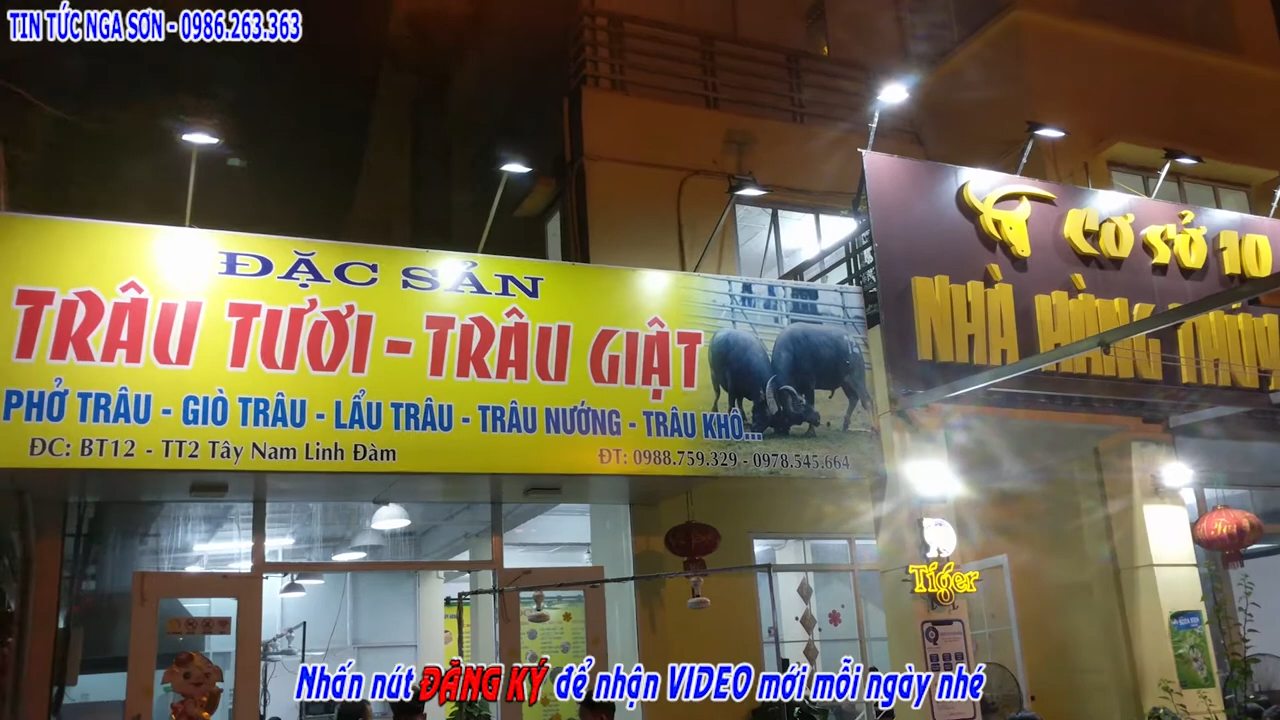 TIN TỨC NGA SƠN - 0986.263.363
ĐẶC SẢN
TRÂU TƯƠI - TRÂU GIẬT
PHỞ TRÂU - GIÒ TRÂU - LẨU TRÂU - TRÂU NƯỚNG - TRÂU KHÔ...
ĐC: BT12 - TT2 Tây Nam Linh Đàm
ĐT: 0988.759.329 - 0978.545.664
CƠ SỞ 10
NHÀ HÀNG
Tiger
Nhấn nút ĐĂNG KÝ để nhận VIDEO mới mỗi ngày nhé